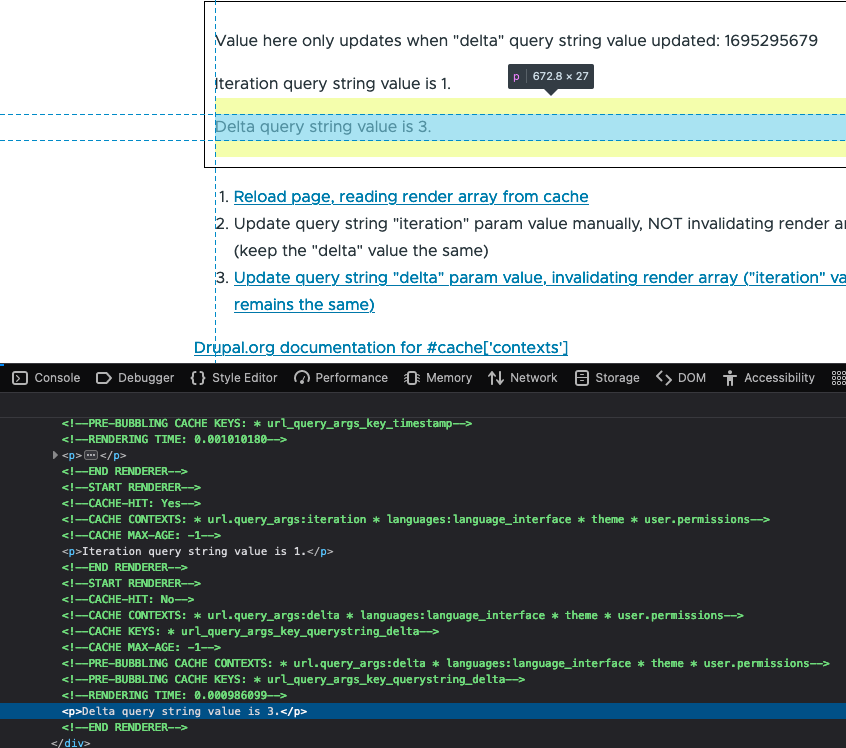 Value here only updates when "delta" query string value updated: 1695295679
Iteration query string value is 1.
p 672.8 × 27
Delta query string value is 3.
1. Reload page, reading render array from cache
2. Update query string "iteration" param value manually, NOT invalidating render
(keep the "delta" value the same)
3. Update query string "delta" param value, invalidating render array ("iteration"
remains the same)
Drupal.org documentation for #cache['contexts']
Console Debugger Style Editor Performance Memory Network Storage DOM Accessibility
<!--PRE-BUBBLING CACHE KEYS: * url_query_args_key_timestamp-->
<!--RENDERING TIME: 0.001010180-->
<p>⋯</p>
<!--END RENDERER-->
<!--START RENDERER-->
<!--CACHE-HIT: Yes-->
<!--CACHE CONTEXTS: * url.query_args:iteration * languages:language_interface * theme * user.permissions-->
<!--CACHE MAX-AGE: -1-->
<p>Iteration query string value is 1.</p>
<!--END RENDERER-->
<!--START RENDERER-->
<!--CACHE-HIT: No-->
<!--CACHE CONTEXTS: * url.query_args:delta * languages:language_interface * theme * user.permissions-->
<!--CACHE KEYS: * url_query_args_key_querystring_delta-->
<!--CACHE MAX-AGE: -1-->
<!--PRE-BUBBLING CACHE CONTEXTS: * url.query_args:delta * languages:language_interface * theme * user.permissions-->
<!--PRE-BUBBLING CACHE KEYS: * url_query_args_key_querystring_delta-->
<!--RENDERING TIME: 0.000986099-->
<p>Delta query string value is 3.</p>
<!--END RENDERER-->
</div>